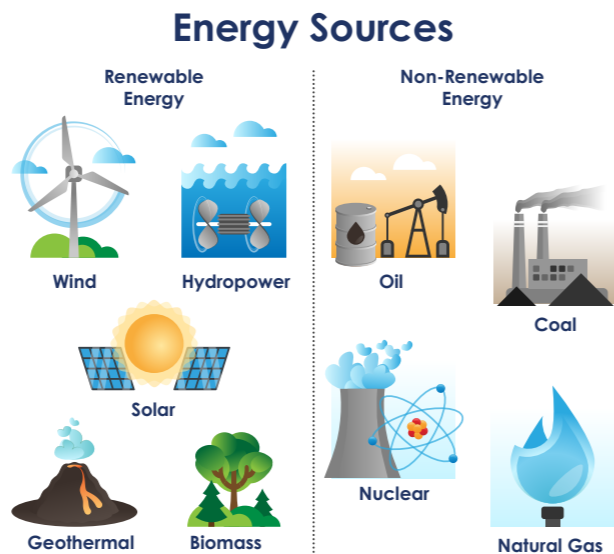 Energy Sources
Renewable
Energy
Wind
Hydropower
Solar
Geothermal
Biomass
Non-Renewable
Energy
Oil
Coal
Nuclear
Natural Gas